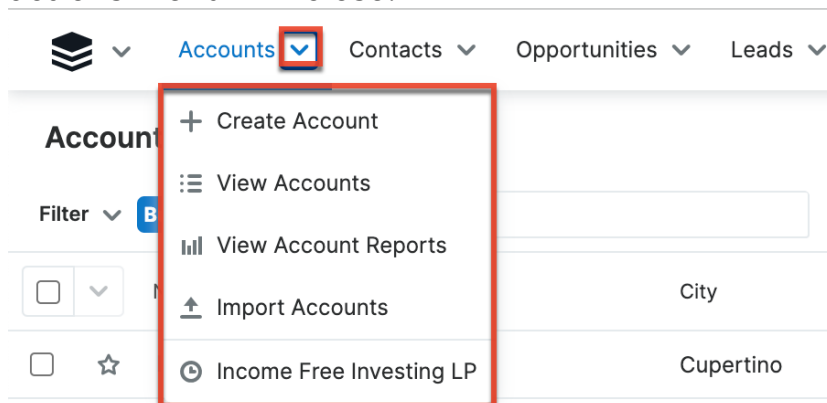 Accounts Contacts Opportunities Leads
Account
Create Account
View Accounts
Filter B
View Account Reports
City
Import Accounts
Income Free Investing LP
Cupertino